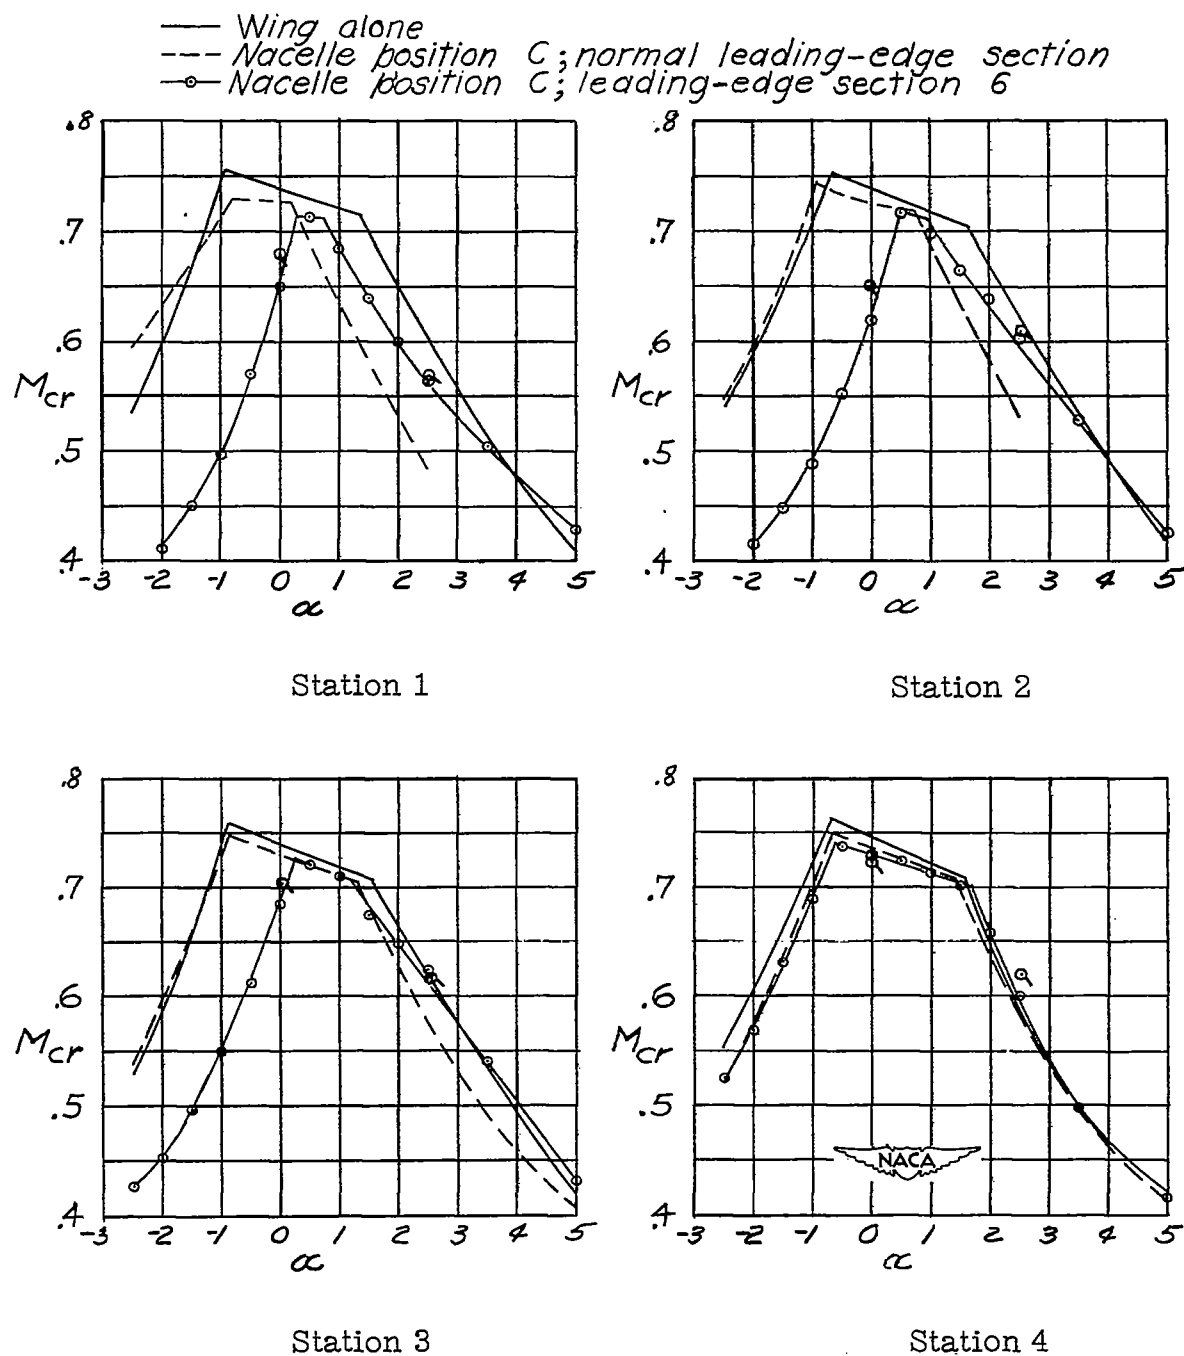 Wing alone
Nacelle position C; normal leading-edge section
Nacelle position C; leading-edge section 6
.8 .8
.7 .7
.6 .6
Mcr Mcr
.5 .5
.4 .4
-3 -2 -1 0 1 2 3 4 5 -3 -2 -1 0 1 2 3 4 5
α α
Station 1 Station 2
.8 .8
.7 .7
.6 .6
Mcr Mcr
.5 .5
NACA
.4 .4
-3 -2 -1 0 1 2 3 4 5 -3 -2 -1 0 1 2 3 4 5
α α
Station 3 Station 4